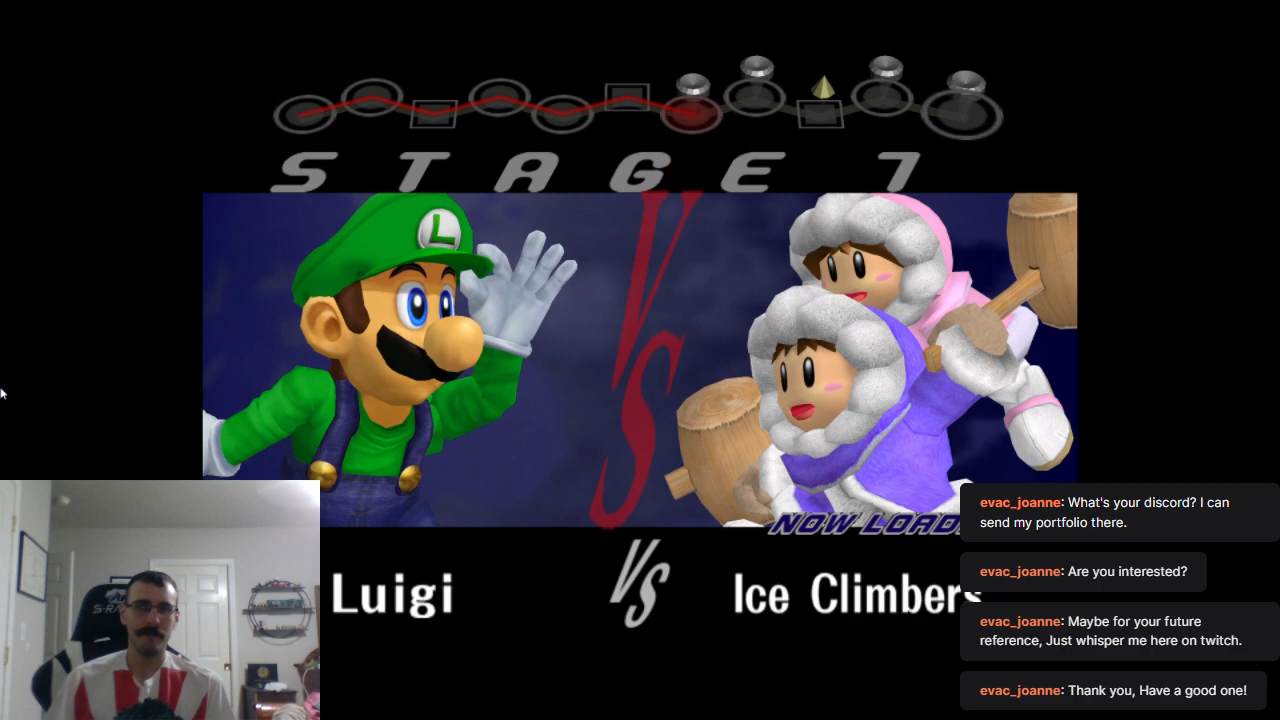 STAGE 7
VS
L
NOW LOAD
Luigi VS Ice Climbers
evac_joanne: What's your discord? I can
send my portfolio there.
evac_joanne: Are you interested?
evac_joanne: Maybe for your future
reference, Just whisper me here on twitch.
evac_joanne: Thank you, Have a good one!